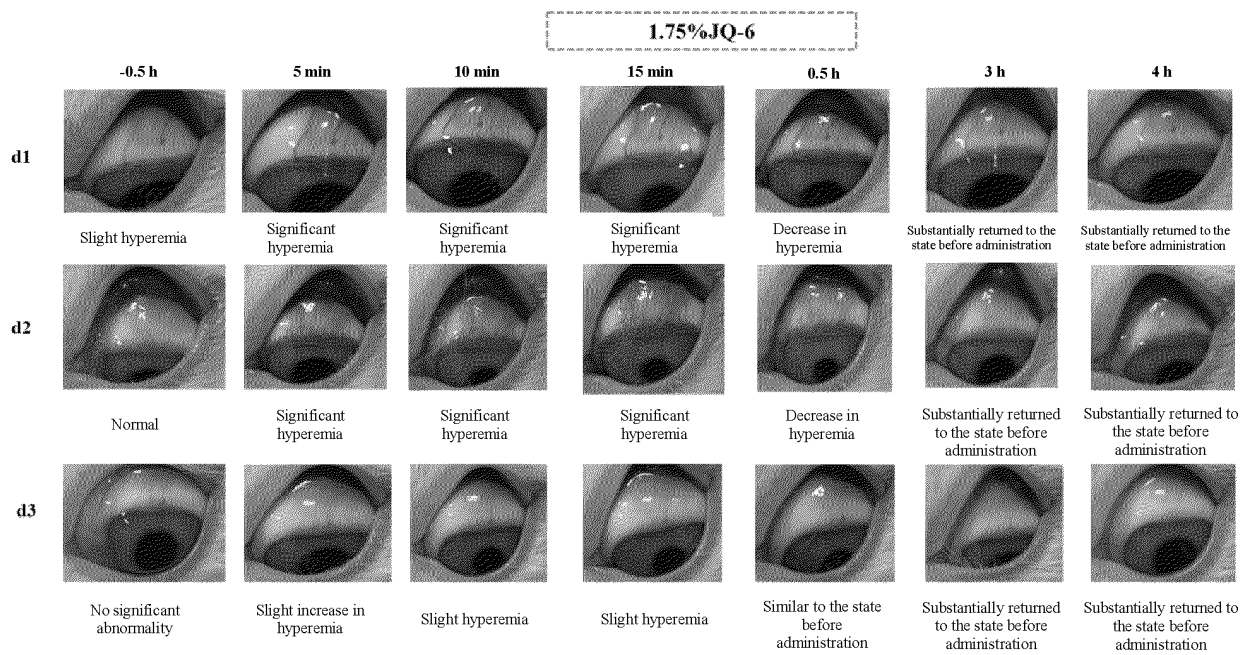 1.75%JQ-6
-0.5 h 5 min 10 min 15 min 0.5 h 3 h 4 h
d1
Slight hyperemia
Significant
hyperemia
Significant
hyperemia
Significant
hyperemia
Decrease in
hyperemia
Substantially returned to the
state before administration
Substantially returned to the
state before administration
d2
Normal
Significant
hyperemia
Significant
hyperemia
Significant
hyperemia
Decrease in
hyperemia
Substantially returned
to the state before
administration
Substantially returned to
the state before
administration
d3
No significant
abnormality
Slight increase in
hyperemia
Slight hyperemia
Slight hyperemia
Similar to the state
before
administration
Substantially returned
to the state before
administration
Substantially returned to
the state before
administration